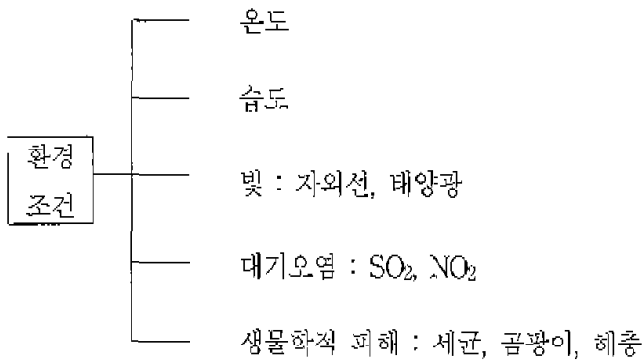 온도
습도
환경
조건
빛 : 자외선, 태양광
대기오염 : SO₂, NO₂
생물학적 피해 : 세균, 곰팡이, 해충